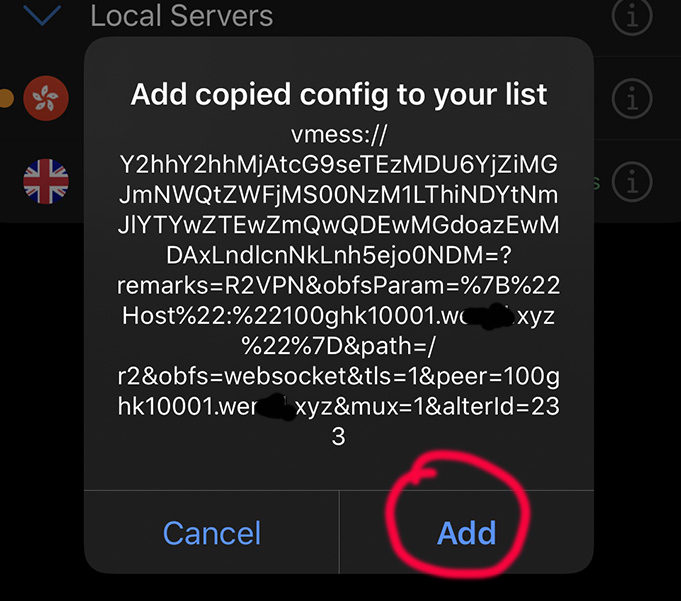 Local Servers
Add copied config to your list
vmess://
Y2hhY2hhMjAtcG9seTEzMDU6YjZiMG
JmNWQtZWFjMS00NzM1LThiNDYtNm
JlYTYwZTEwZmQwQDEwMGdoazEwM
DAxLndlcnNkLnh5ejo0NDM=?
remarks=R2VPN&obfsParam=%7B%22
Host%22:%22100ghk10001.w .xyz
%22%7D&path=/
r2&obfs=websocket&tls=1&peer=100g
hk10001.wer .xyz&mux=1&alterId=23
3
s
Cancel
Add